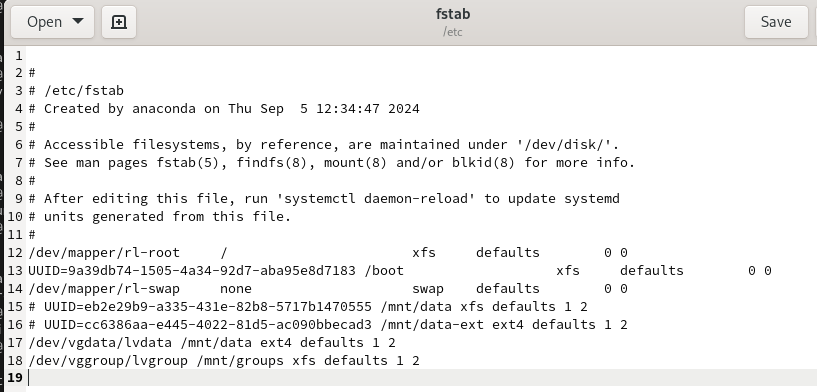 Open
fstab
/etc
Save
1
2 #
3 # /etc/fstab
4 # Created by anaconda on Thu Sep  5 12:34:47 2024
5 #
6 # Accessible filesystems, by reference, are maintained under '/dev/disk/'.
7 # See man pages fstab(5), findfs(8), mount(8) and/or blkid(8) for more info.
8 #
9 # After editing this file, run 'systemctl daemon-reload' to update systemd
10 # units generated from this file.
11 #
12 /dev/mapper/rl-root     /                       xfs     defaults        0 0
13 UUID=9a39db74-1505-4a34-92d7-aba95e8d7183 /boot                   xfs     defaults        0 0
14 /dev/mapper/rl-swap     none                    swap    defaults        0 0
15 # UUID=eb2e29b9-a335-431e-82b8-5717b1470555 /mnt/data xfs defaults 1 2
16 # UUID=cc6386aa-e445-4022-81d5-ac090bbecad3 /mnt/data-ext ext4 defaults 1 2
17 /dev/vgdata/lvdata /mnt/data ext4 defaults 1 2
18 /dev/vggroup/lvgroup /mnt/groups xfs defaults 1 2
19